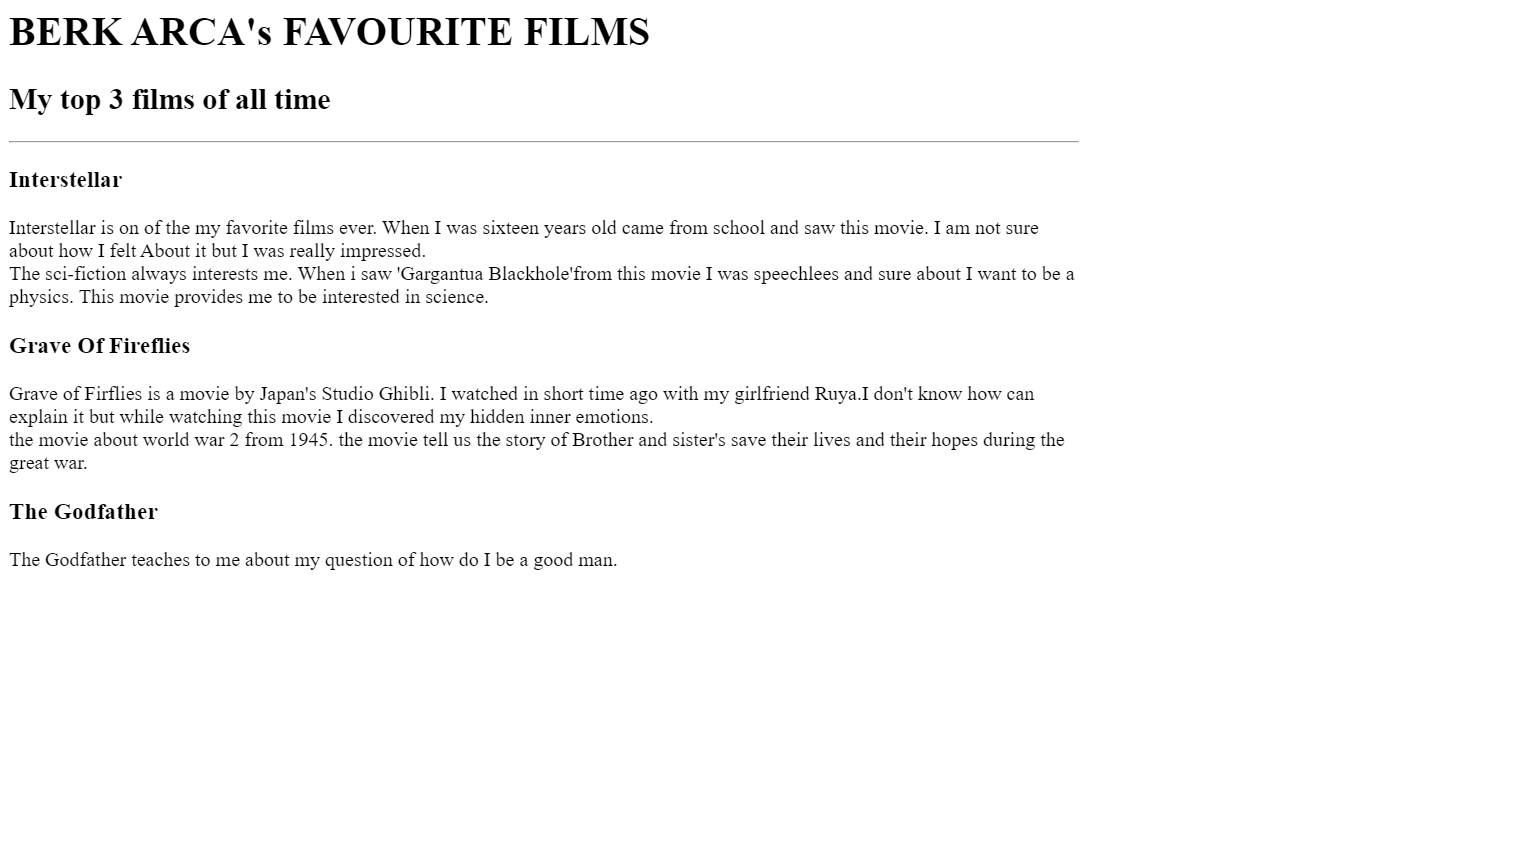 BERK ARCA's FAVOURITE FILMS
My top 3 films of all time
Interstellar
Interstellar is on of the my favorite films ever. When I was sixteen years old came from school and saw this movie. I am not sure
about how I felt About it but I was really impressed.
The sci-fiction always interests me. When i saw 'Gargantua Blackhole'from this movie I was speechlees and sure about I want to be a
physics. This movie provides me to be interested in science.
Grave Of Fireflies
Grave of Firflies is a movie by Japan's Studio Ghibli. I watched in short time ago with my girlfriend Ruya.I don't know how can
explain it but while watching this movie I discovered my hidden inner emotions.
the movie about world war 2 from 1945. the movie tell us the story of Brother and sister's save their lives and their hopes during the
great war.
The Godfather
The Godfather teaches to me about my question of how do I be a good man.